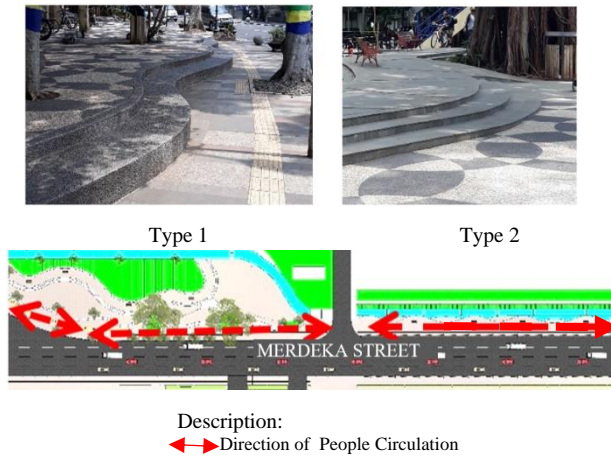 Type 1
Type 2
MERDEKA STREET
Description:
Direction of People Circulation